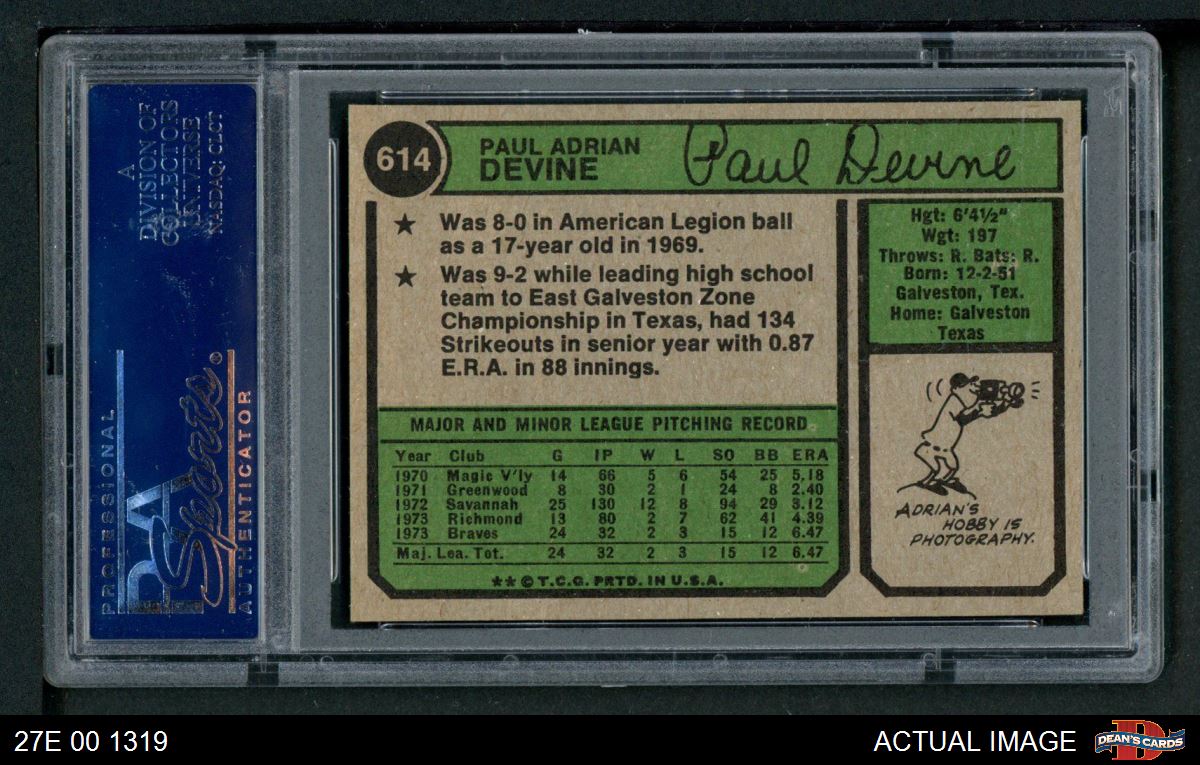 A
DIVISION OF
COLLECTORS
UNIVERSE
NASDAQ: CLCT
PROFESSIONAL
PSA
Sports®
AUTHENTICATOR
614
PAUL ADRIAN
DEVINE
Paul Devine
★ Was 8-0 in American Legion ball
as a 17-year old in 1969.
★ Was 9-2 while leading high school
team to East Galveston Zone
Championship in Texas, had 134
Strikeouts in senior year with 0.87
E.R.A. in 88 innings.
Hgt: 6'4½"
Wgt: 197
Throws: R. Bats: R.
Born: 12-2-51
Galveston, Tex.
Home: Galveston
Texas
MAJOR AND MINOR LEAGUE PITCHING RECORD
Year Club G IP W L SO BB ERA
1970 Magic V'ly 14 66 5 6 54 25 5.18
1971 Greenwood 8 30 2 1 24 8 2.40
1972 Savannah 25 130 12 8 94 29 3.12
1973 Richmond 13 80 2 7 62 41 4.39
1973 Braves 24 32 2 3 15 12 6.47
Maj. Lea. Tot. 24 32 2 3 15 12 6.47
★★ © T.C.G. PRTD. IN U.S.A.
ADRIAN'S
HOBBY IS
PHOTOGRAPHY.
27E 00 1319
ACTUAL IMAGE
DEAN'S CARDS